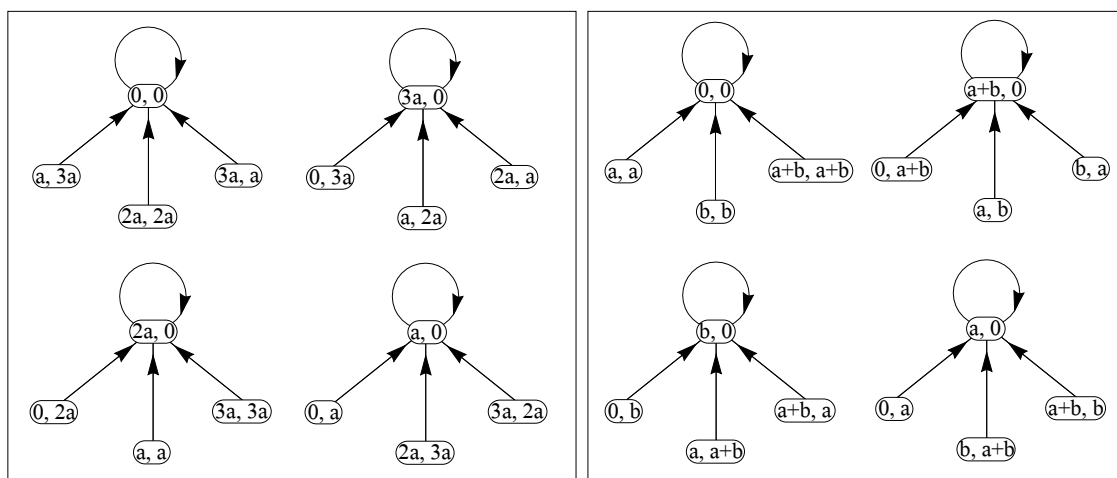 0, 0
a, 3a
2a, 2a
3a, a
3a, 0
0, 3a
a, 2a
2a, a
2a, 0
0, 2a
a, a
3a, 3a
a, 0
0, a
2a, 3a
3a, 2a
0, 0
a, a
b, b
a+b, a+b
a+b, 0
0, a+b
a, b
b, a
b, 0
0, b
a, a+b
a+b, a
a, 0
0, a
b, a+b
a+b, b